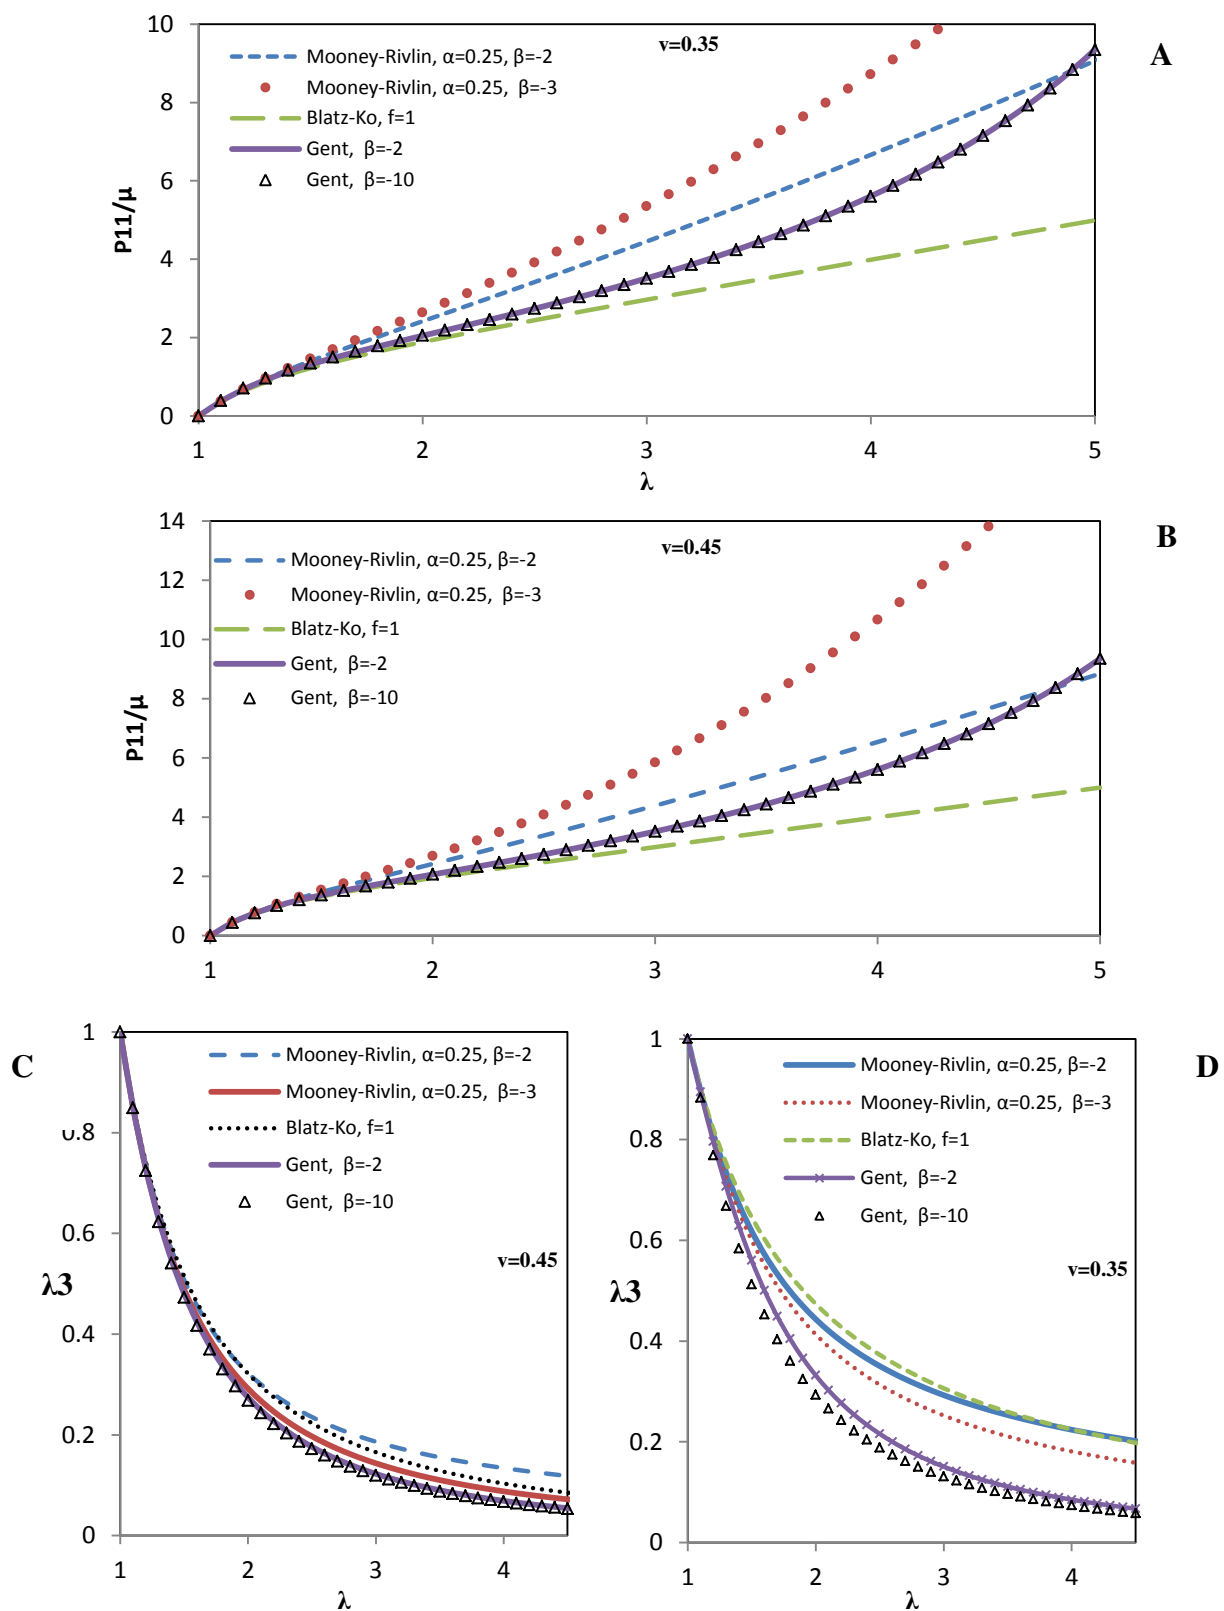 10
8
6
4
2
0
P11/μ
Mooney-Rivlin, α=0.25, β=-2
Mooney-Rivlin, α=0.25, β=-3
Blatz-Ko, f=1
Gent, β=-2
Gent, β=-10
v=0.35
A
1
2
3
4
5
λ
14
12
10
8
6
4
2
0
P11/μ
Mooney-Rivlin, α=0.25, β=-2
Mooney-Rivlin, α=0.25, β=-3
Blatz-Ko, f=1
Gent, β=-2
Gent, β=-10
v=0.45
B
1
2
3
4
5
C
1
0.8
0.6
0.4
0.2
0
λ3
Mooney-Rivlin, α=0.25, β=-2
Mooney-Rivlin, α=0.25, β=-3
Blatz-Ko, f=1
Gent, β=-2
Gent, β=-10
v=0.45
1
2
3
4
λ
1
0.8
0.6
0.4
0.2
0
λ3
Mooney-Rivlin, α=0.25, β=-2
Mooney-Rivlin, α=0.25, β=-3
Blatz-Ko, f=1
Gent, β=-2
Gent, β=-10
v=0.35
D
1
2
3
4
λ